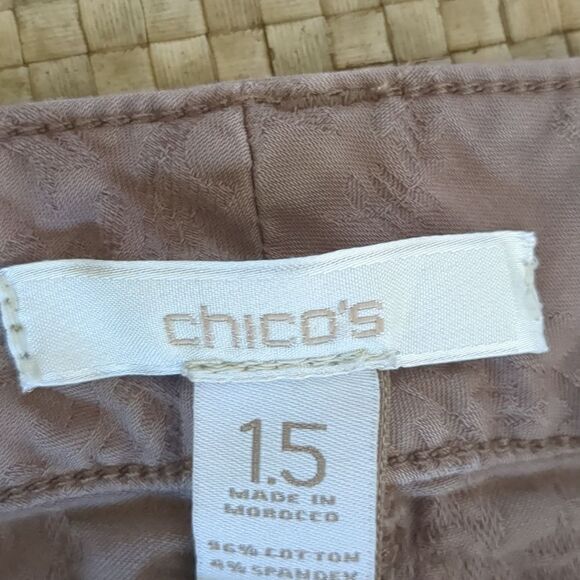 chico's
1.5
MADE IN
MOROCCO
96% COTTON
4% SPANDEX